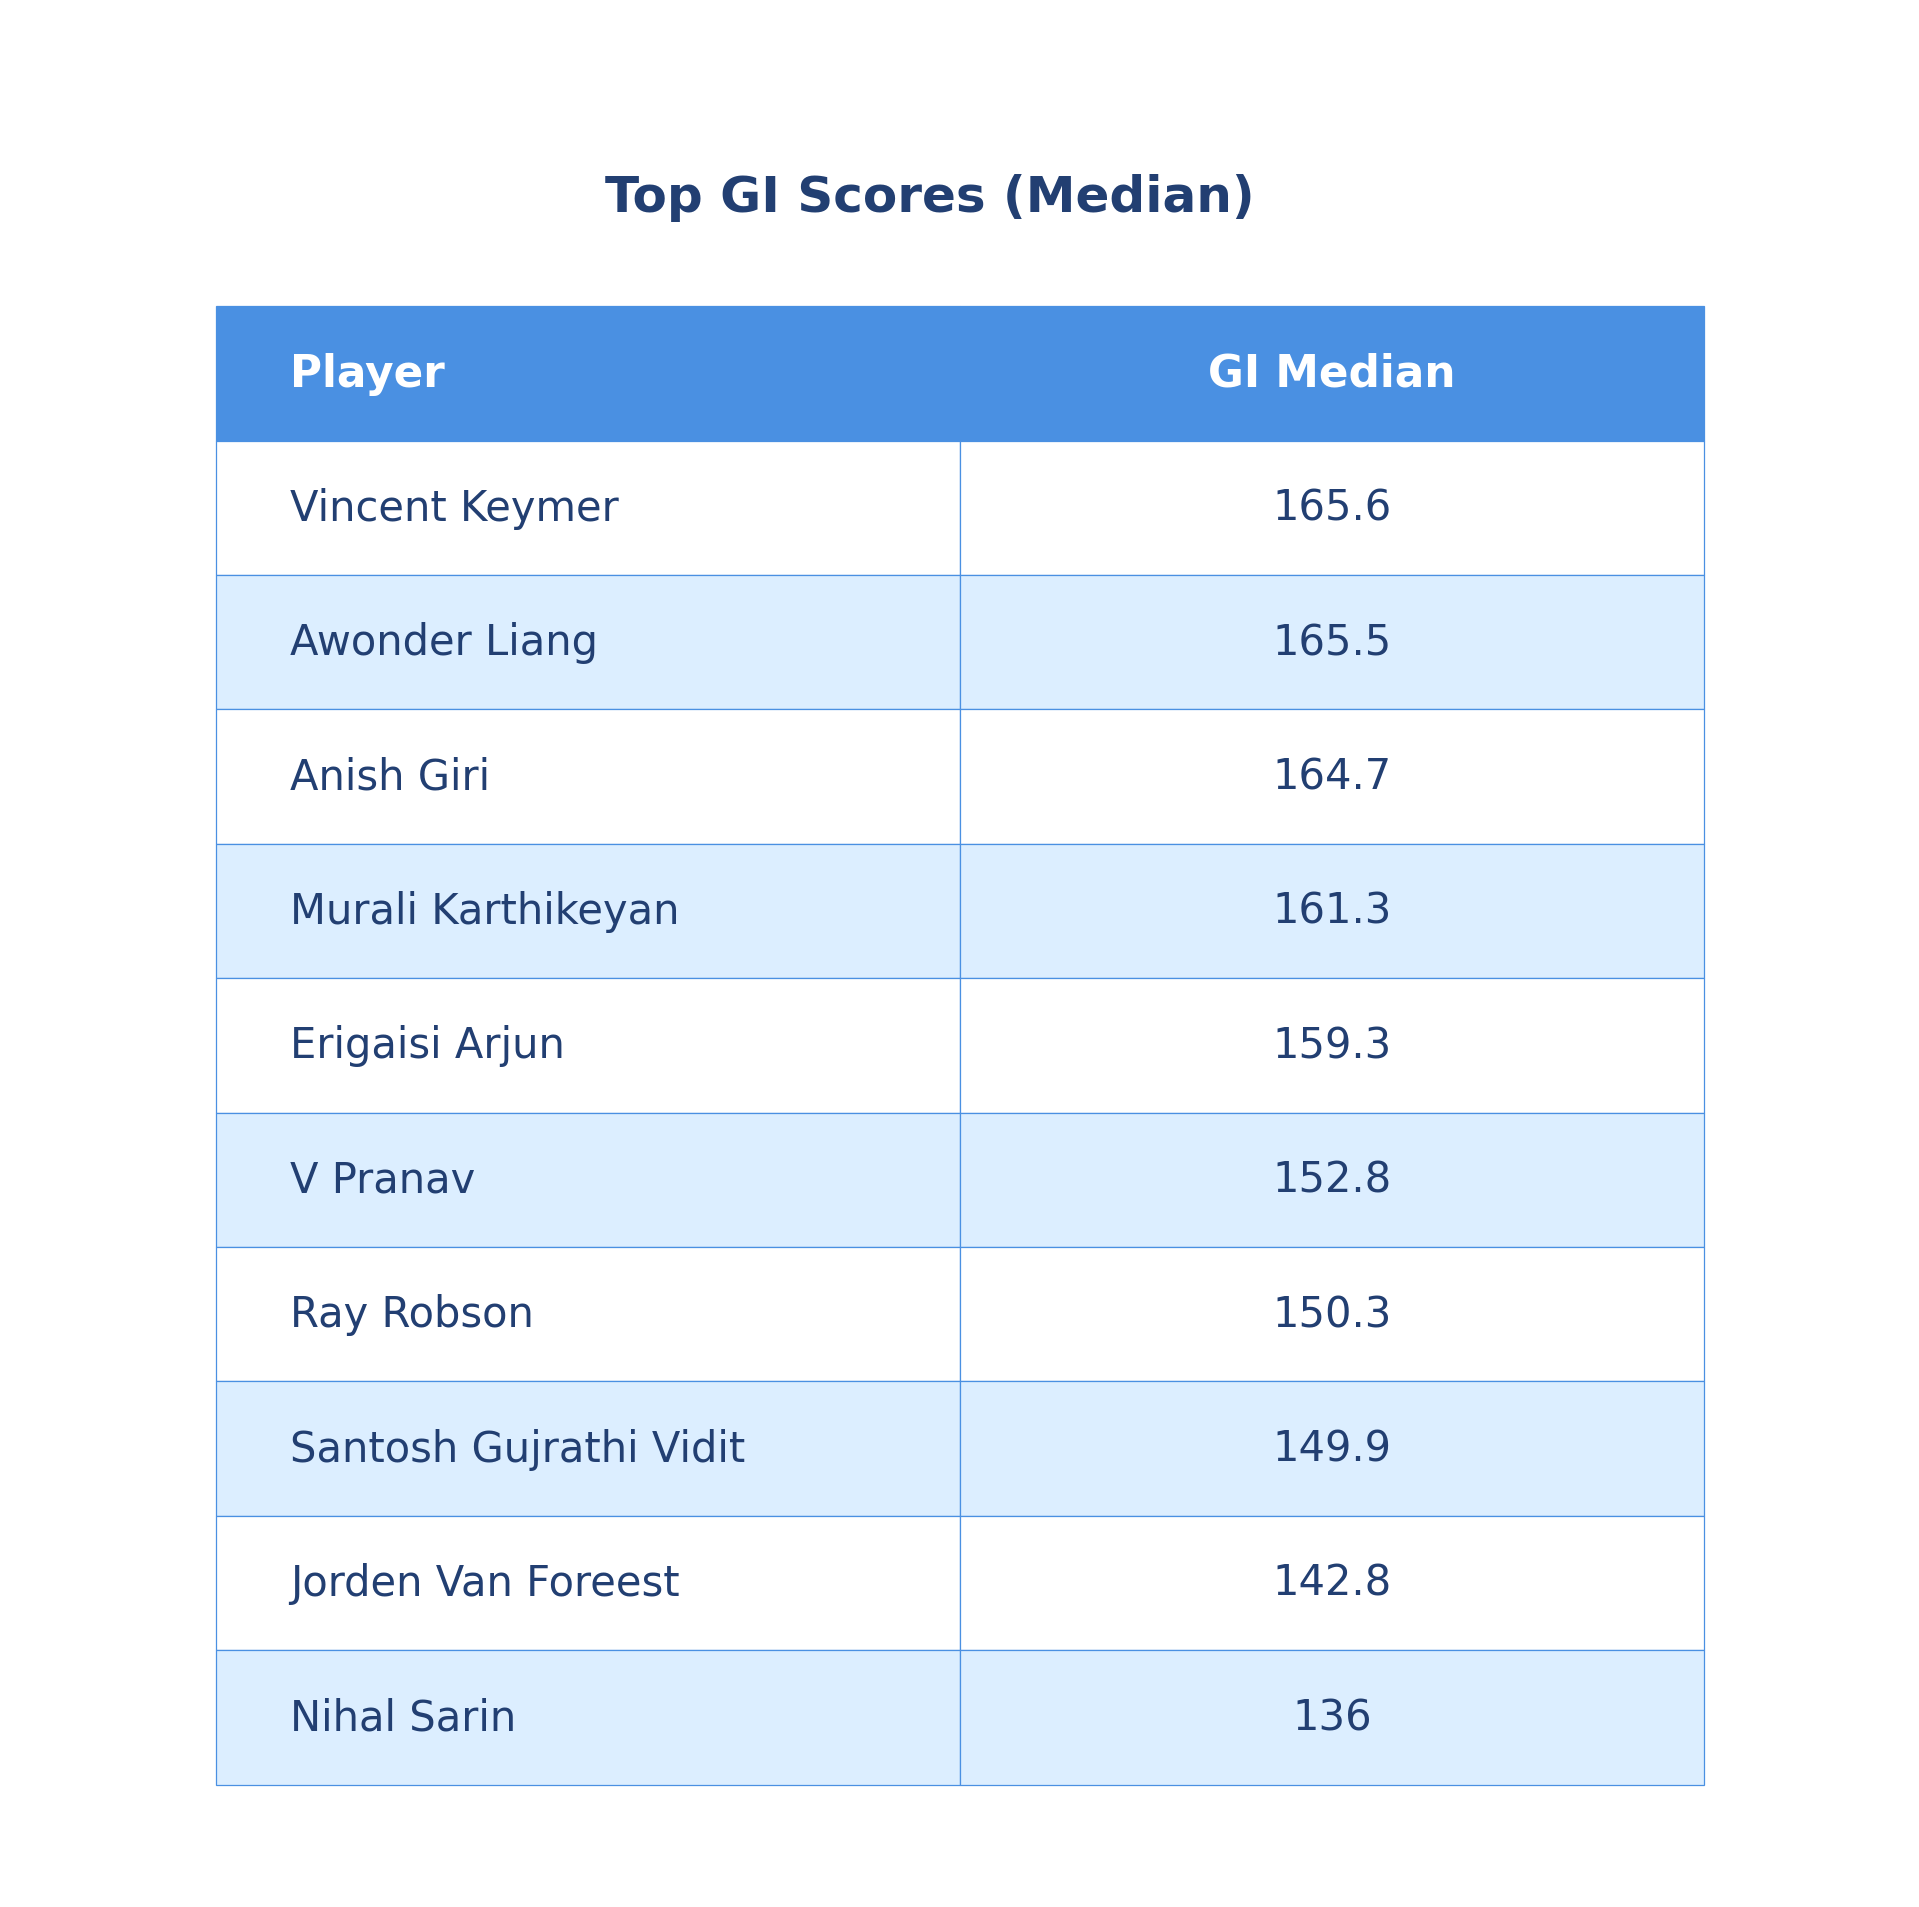 Top GI Scores (Median)
Player GI Median
Vincent Keymer 165.6
Awonder Liang 165.5
Anish Giri 164.7
Murali Karthikeyan 161.3
Erigaisi Arjun 159.3
V Pranav 152.8
Ray Robson 150.3
Santosh Gujrathi Vidit 149.9
Jorden Van Foreest 142.8
Nihal Sarin 136